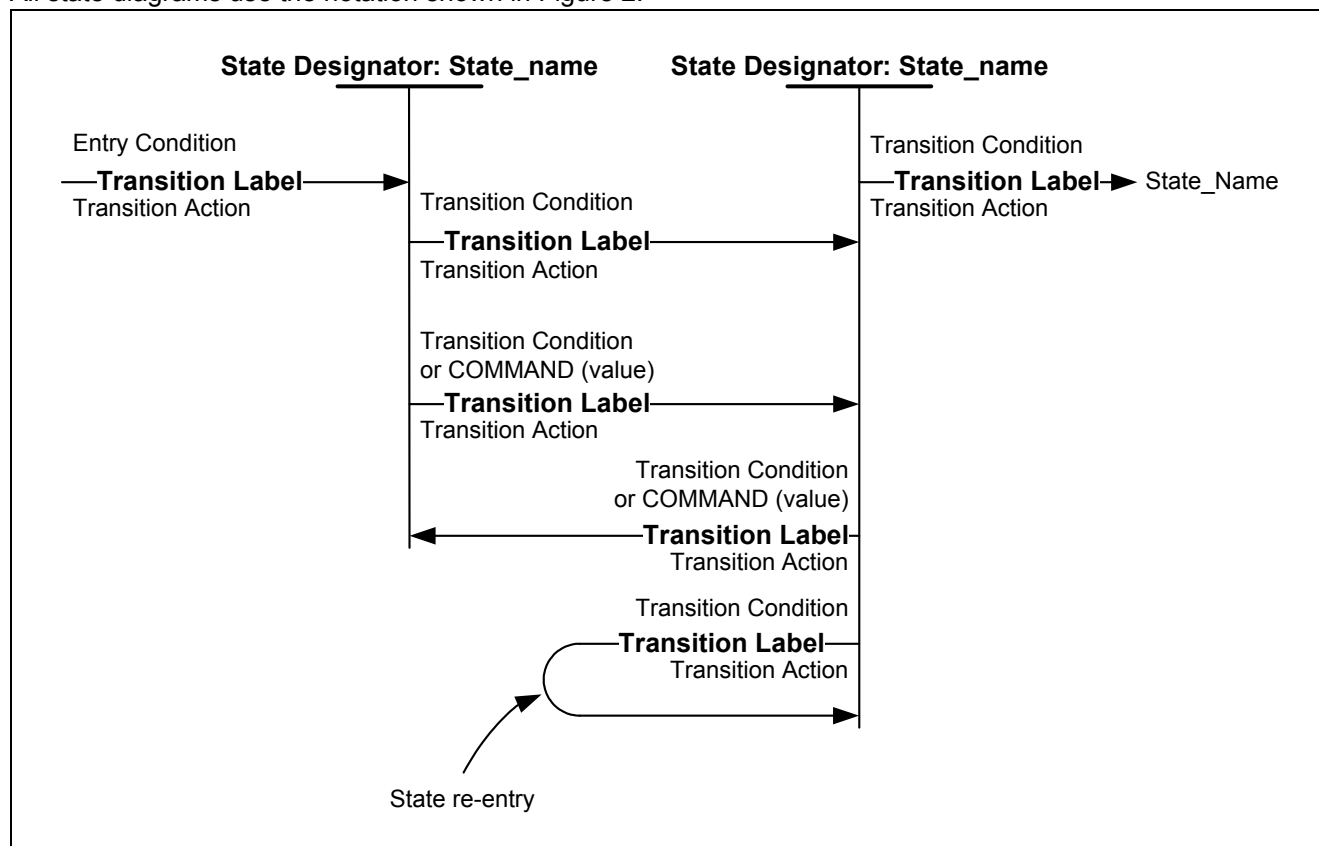 All state diagrams use the notation shown in Figure 2.
State Designator: State_name
State Designator: State_name
Entry Condition
Transition Label
Transition Action
Transition Condition
Transition Label
State_Name
Transition Action
Transition Condition
Transition Label
Transition Action
Transition Condition
or COMMAND (value)
Transition Label
Transition Action
Transition Condition
or COMMAND (value)
Transition Label
Transition Action
Transition Condition
Transition Label
Transition Action
State re-entry